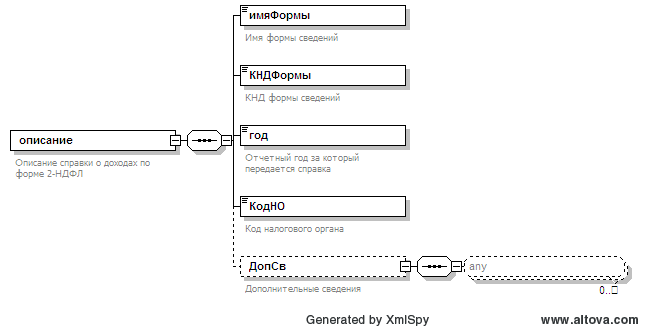 имяФормы
Имя формы сведений
КНДФормы
КНД формы сведений
описание
Описание справки о доходах по
форме 2-НДФЛ
год
Отчетный год за который
передается справка
КодНО
Код налогового органа
ДопСв
any
0..□
Дополнительные сведения
Generated by XmlSpy
www.altova.com